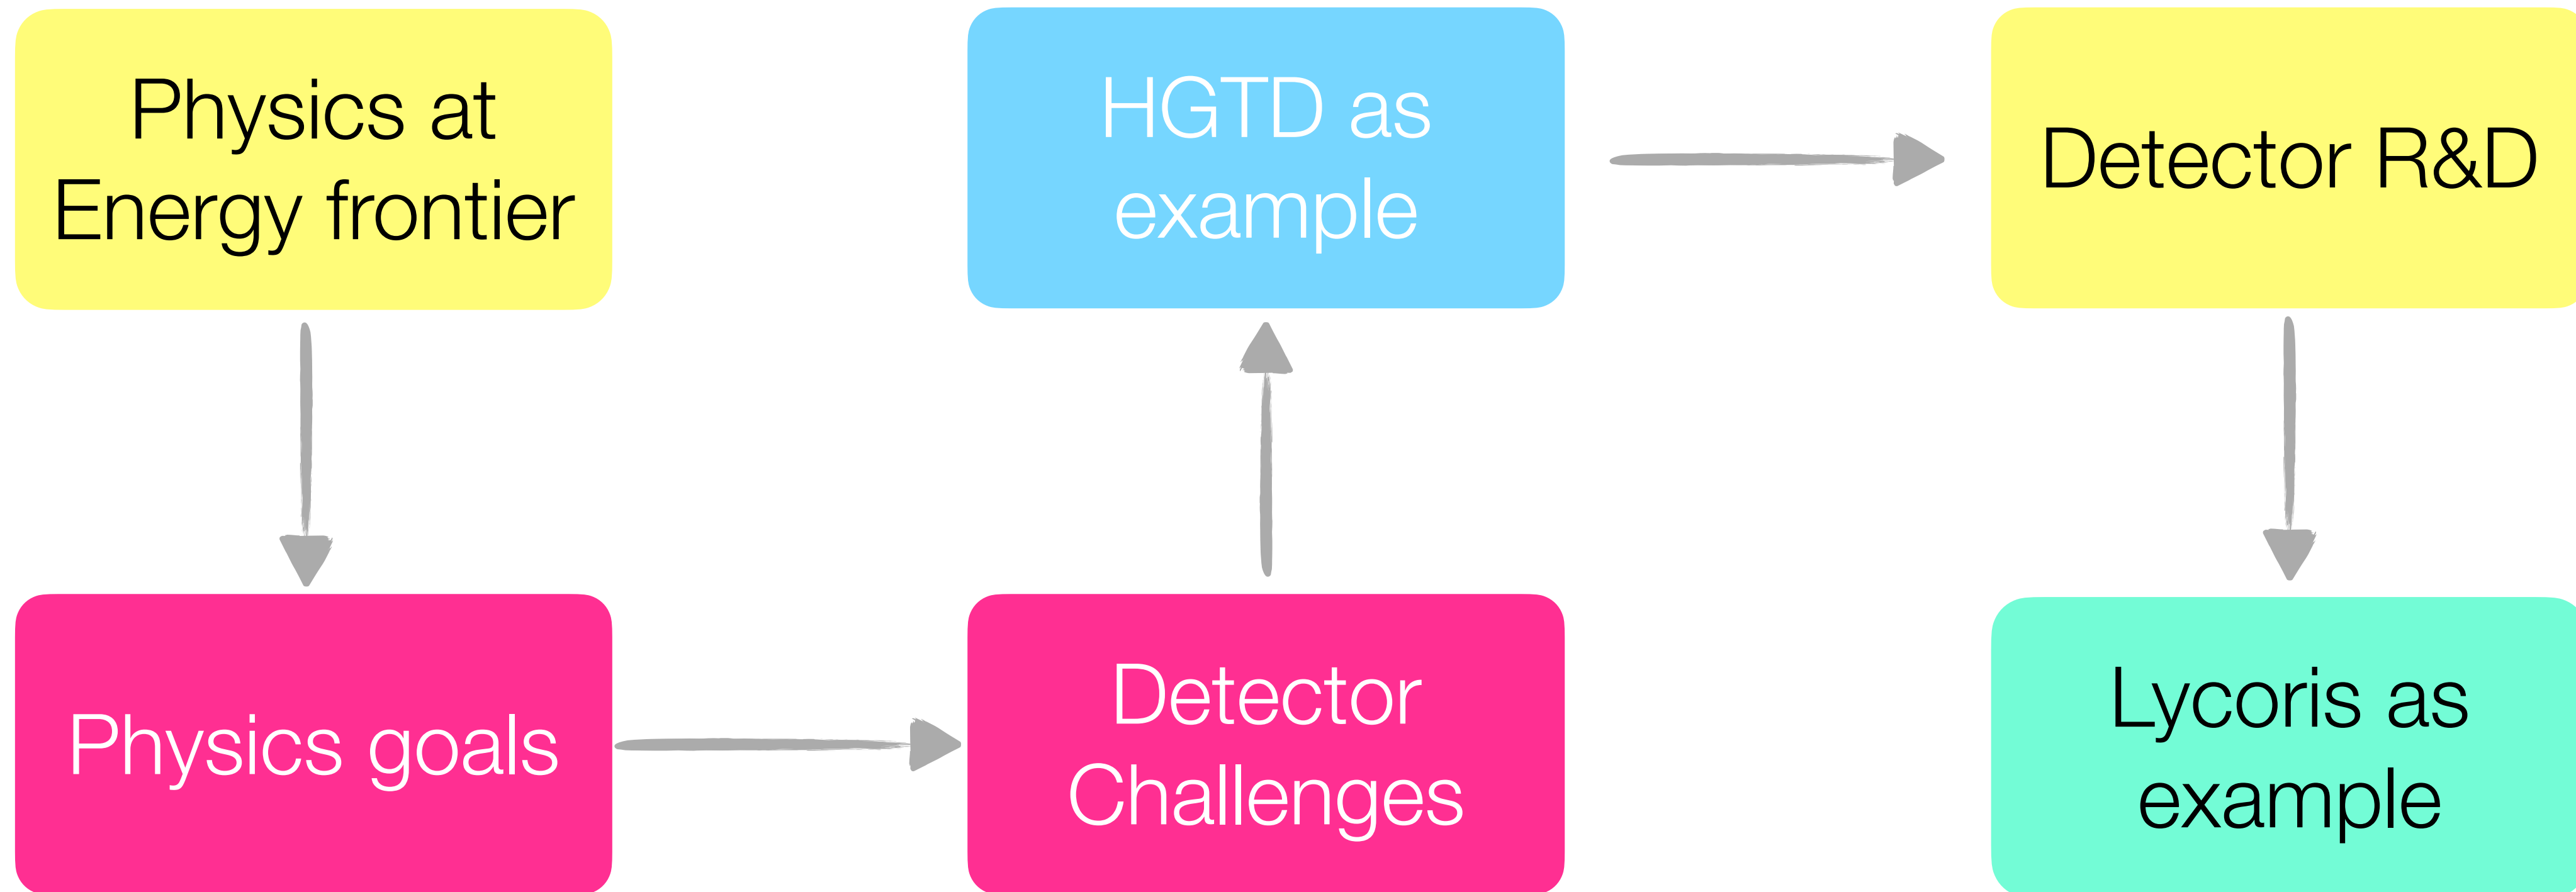 Physics at
Energy frontier
HGTD as
example
Detector R&D
Physics goals
Detector
Challenges
Lycoris as
example